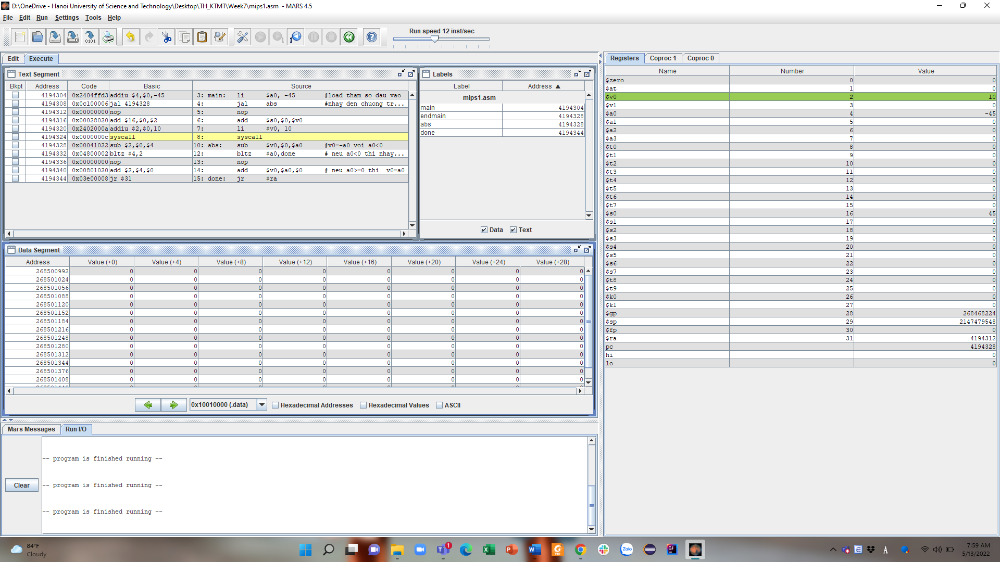 D:\OneDrive - Hanoi University of Science and Technology\Desktop\TH_KTMT\Week7\mips1.asm - MARS 4.5
File Edit Run Settings Tools Help
Run speed 12 inst/sec
Edit Execute
Text Segment
Bkpt Address Code Basic Source
4194304 0x2404ffd3 addiu $4,$0,-45 3: main: li $a0, -45 #load tham so dau vao
4194308 0x0c100006 jal 4194328 4: jal abs #nhay den chuong tr...
4194312 0x00000000 nop 5: nop
4194316 0x00028020 add $16,$0,$2 6: add $s0,$0,$v0
4194320 0x2402000a addiu $2,$0,10 7: li $v0, 10
4194324 0x0000000c syscall 8: syscall
4194328 0x00041022 sub $2,$0,$4 10: abs: sub $v0,$0,$a0 #v0=-a0 voi a0<0
4194332 0x04800002 bltz $4,2 12: bltz $a0,done # neu a0<0 thi nhay...
4194336 0x00000000 nop 13: nop
4194340 0x00801020 add $2,$4,$0 14: add $v0,$a0,$0 # neu a0>=0 thi v0=a0
4194344 0x03e00008 jr $31 15: done: jr $ra
Labels
Label Address ▲
mips1.asm
main 4194304
endmain 4194328
abs 4194328
done 4194344
Data Text
Data Segment
Address Value (+0) Value (+4) Value (+8) Value (+12) Value (+16) Value (+20) Value (+24) Value (+28)
268500992 0 0 0 0 0 0 0 0
268501024 0 0 0 0 0 0 0 0
268501056 0 0 0 0 0 0 0 0
268501088 0 0 0 0 0 0 0 0
268501120 0 0 0 0 0 0 0 0
268501152 0 0 0 0 0 0 0 0
268501184 0 0 0 0 0 0 0 0
268501216 0 0 0 0 0 0 0 0
268501248 0 0 0 0 0 0 0 0
268501280 0 0 0 0 0 0 0 0
268501312 0 0 0 0 0 0 0 0
268501344 0 0 0 0 0 0 0 0
268501376 0 0 0 0 0 0 0 0
268501408 0 0 0 0 0 0 0 0
0x10010000 (.data) Hexadecimal Addresses Hexadecimal Values ASCII
Mars Messages Run I/O
Clear
-- program is finished running --
-- program is finished running --
-- program is finished running --
Registers Coproc 1 Coproc 0
Name Number Value
$zero 0 0
$at 1 0
$v0 2 10
$v1 3 0
$a0 4 -45
$a1 5 0
$a2 6 0
$a3 7 0
$t0 8 0
$t1 9 0
$t2 10 0
$t3 11 0
$t4 12 0
$t5 13 0
$t6 14 0
$t7 15 0
$s0 16 45
$s1 17 0
$s2 18 0
$s3 19 0
$s4 20 0
$s5 21 0
$s6 22 0
$s7 23 0
$t8 24 0
$t9 25 0
$k0 26 0
$k1 27 0
$gp 28 268468224
$sp 29 2147479548
$fp 30 0
$ra 31 4194312
pc 4194328
hi 0
lo 0
84°F
Cloudy
1
Zalo
7:59 AM
5/13/2022